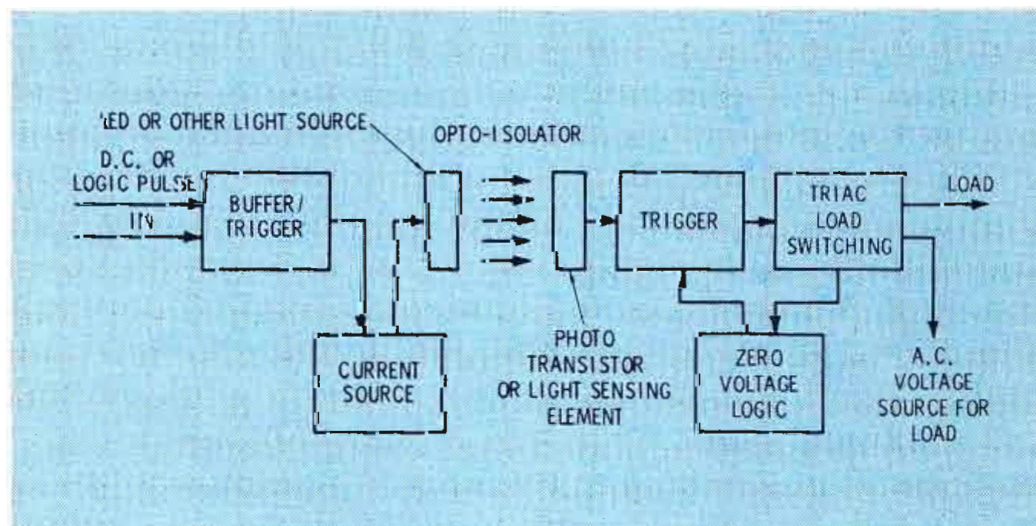 LED OR OTHER LIGHT SOURCE
OPTO-ISOLATOR
D.C. OR
LOGIC PULSE
IN
BUFFER/
TRIGGER
TRIGGER
TRIAC
LOAD
SWITCHING
LOAD
CURRENT
SOURCE
PHOTO
TRANSISTOR
OR LIGHT SENSING
ELEMENT
ZERO
VOLTAGE
LOGIC
A.C.
VOLTAGE
SOURCE FOR
LOAD